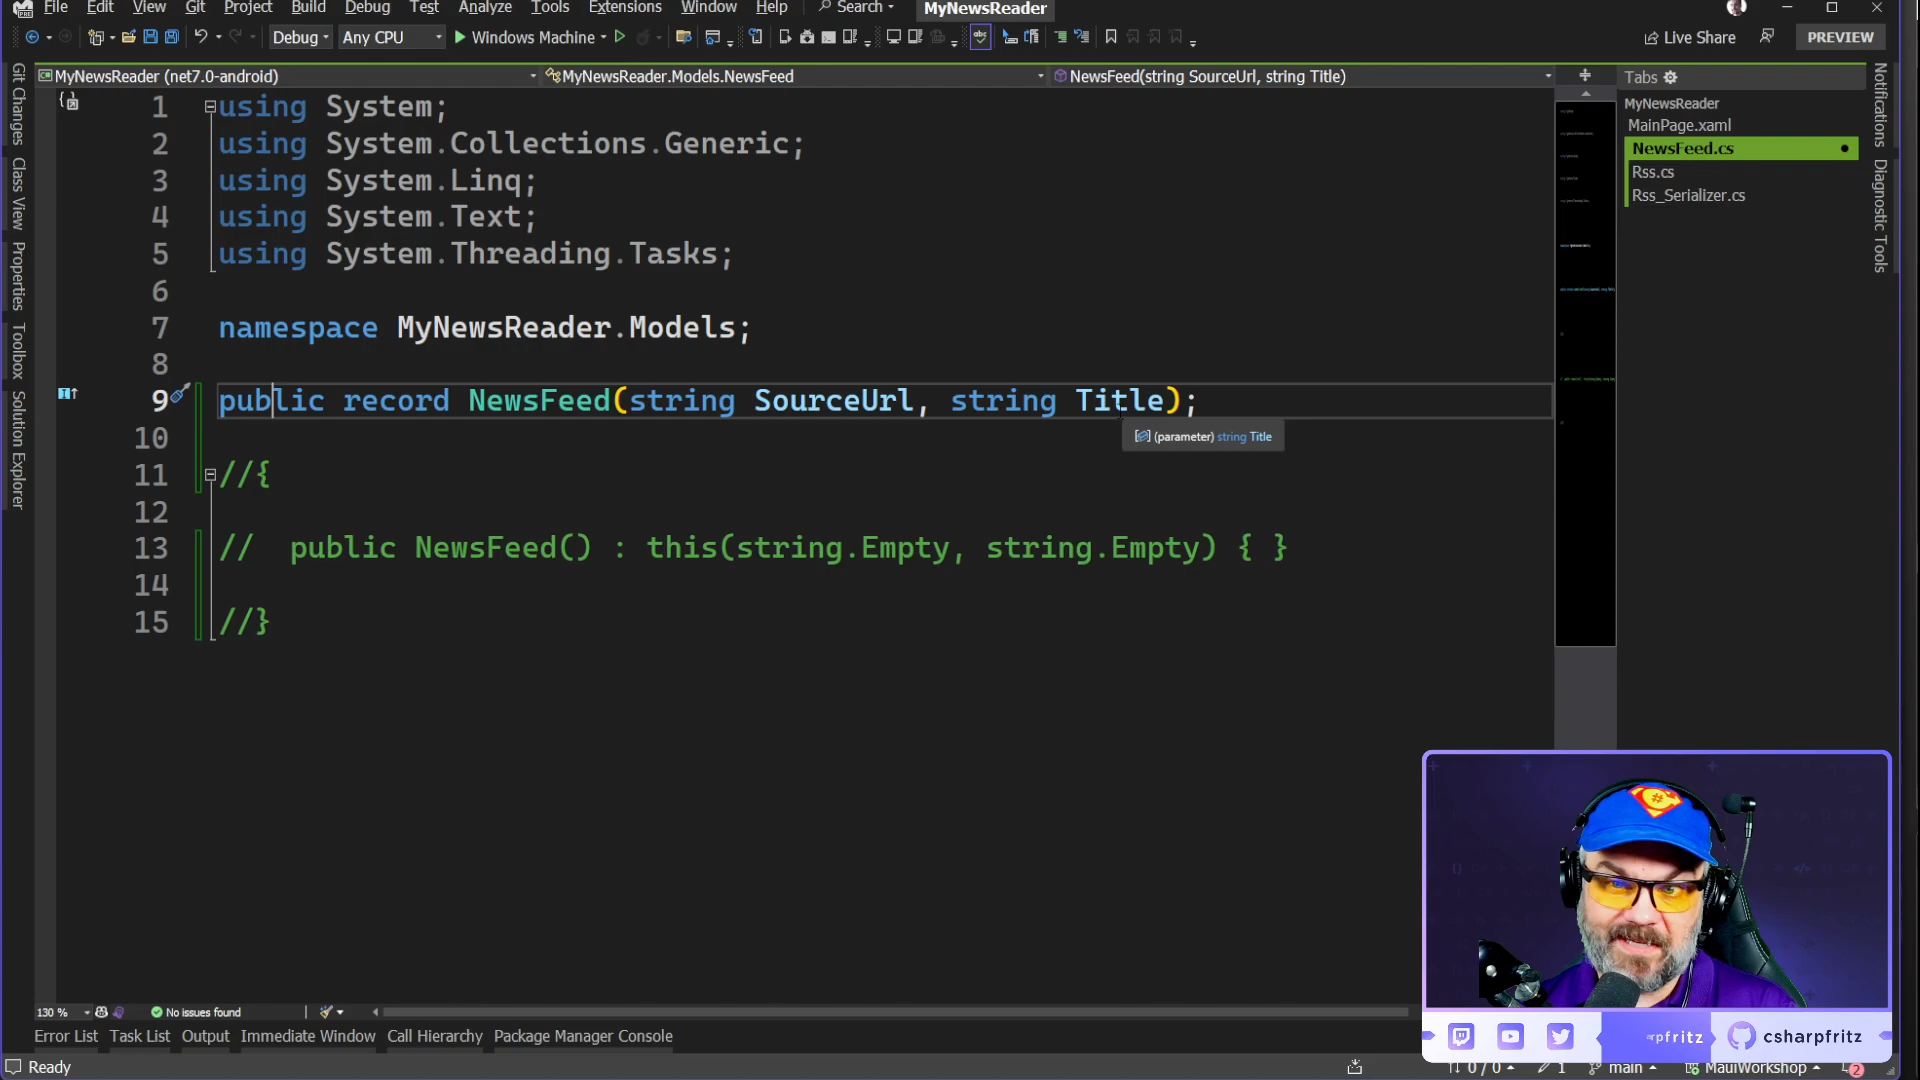 File Edit View Git Project Build Debug Test Analyze Tools Extensions Window Help Search MyNewsReader
Debug Any CPU Windows Machine Live Share PREVIEW
MyNewsReader (net7.0-android) MyNewsReader.Models.NewsFeed NewsFeed(string SourceUrl, string Title)
1 using System;
2 using System.Collections.Generic;
3 using System.Linq;
4 using System.Text;
5 using System.Threading.Tasks;
6
7 namespace MyNewsReader.Models;
8
9 public record NewsFeed(string SourceUrl, string Title);
(parameter) string Title
10
11 //{
12
13 //  public NewsFeed() : this(string.Empty, string.Empty) { }
14
15 //}
Tabs
MyNewsReader
MainPage.xaml
NewsFeed.cs
Rss.cs
Rss_Serializer.cs
Git Changes
Class View
Properties
Toolbox
Solution Explorer
Notifications
Diagnostic Tools
130 % No issues found
Error List Task List Output Immediate Window Call Hierarchy Package Manager Console
arpfritz csharpfritz
Ready 0 / 0 1 main MauiWorkshop 2